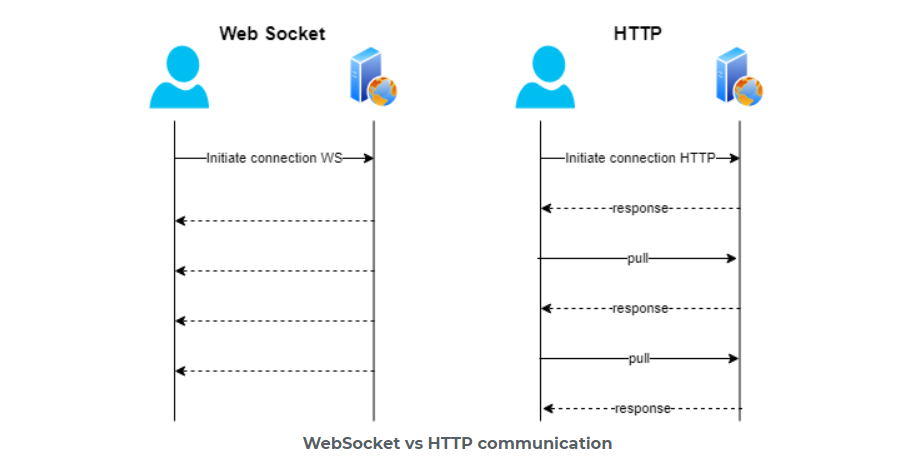 Web Socket
HTTP
Initiate connection WS
Initiate connection HTTP
response
pull
response
pull
response
WebSocket vs HTTP communication